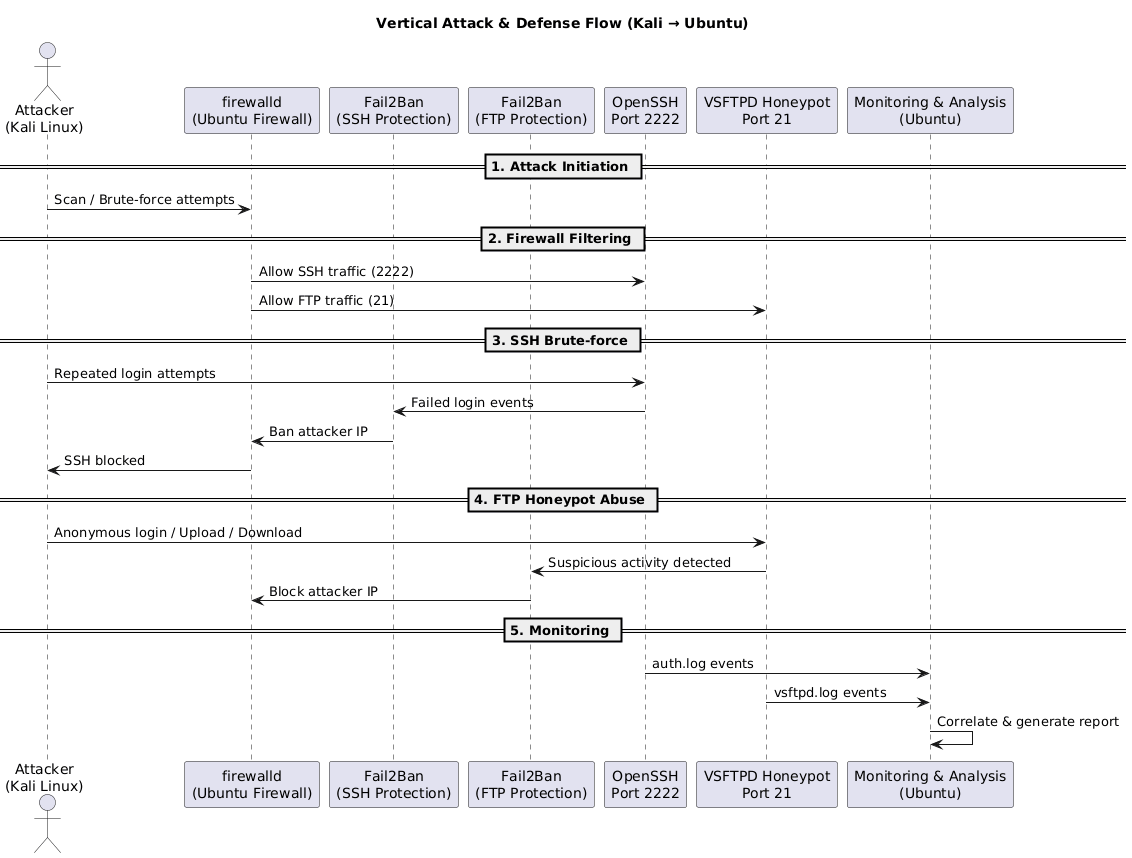 Vertical Attack & Defense Flow (Kali → Ubuntu)
Attacker
(Kali Linux)
firewalld
(Ubuntu Firewall)
Fail2Ban
(SSH Protection)
Fail2Ban
(FTP Protection)
OpenSSH
Port 2222
VSFTPD Honeypot
Port 21
Monitoring & Analysis
(Ubuntu)
1. Attack Initiation
Scan / Brute-force attempts
2. Firewall Filtering
Allow SSH traffic (2222)
Allow FTP traffic (21)
3. SSH Brute-force
Repeated login attempts
Failed login events
Ban attacker IP
SSH blocked
4. FTP Honeypot Abuse
Anonymous login / Upload / Download
Suspicious activity detected
Block attacker IP
5. Monitoring
auth.log events
vsftpd.log events
Correlate & generate report
Attacker
(Kali Linux)
firewalld
(Ubuntu Firewall)
Fail2Ban
(SSH Protection)
Fail2Ban
(FTP Protection)
OpenSSH
Port 2222
VSFTPD Honeypot
Port 21
Monitoring & Analysis
(Ubuntu)